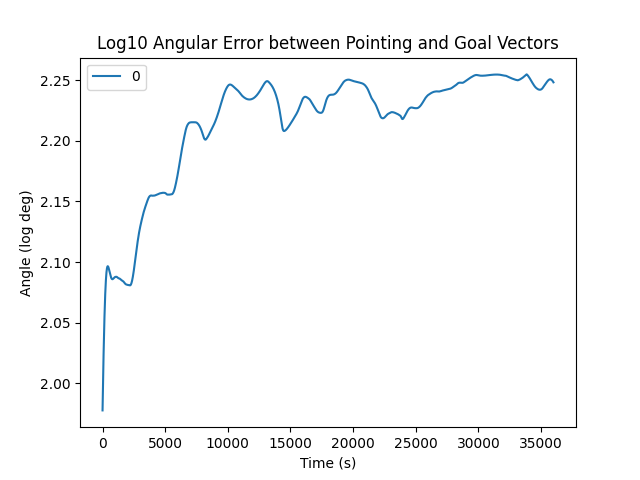 Log10 Angular Error between Pointing and Goal Vectors
0
2.25
2.20
2.15
2.10
2.05
2.00
Angle (log deg)
0 5000 10000 15000 20000 25000 30000 35000
Time (s)